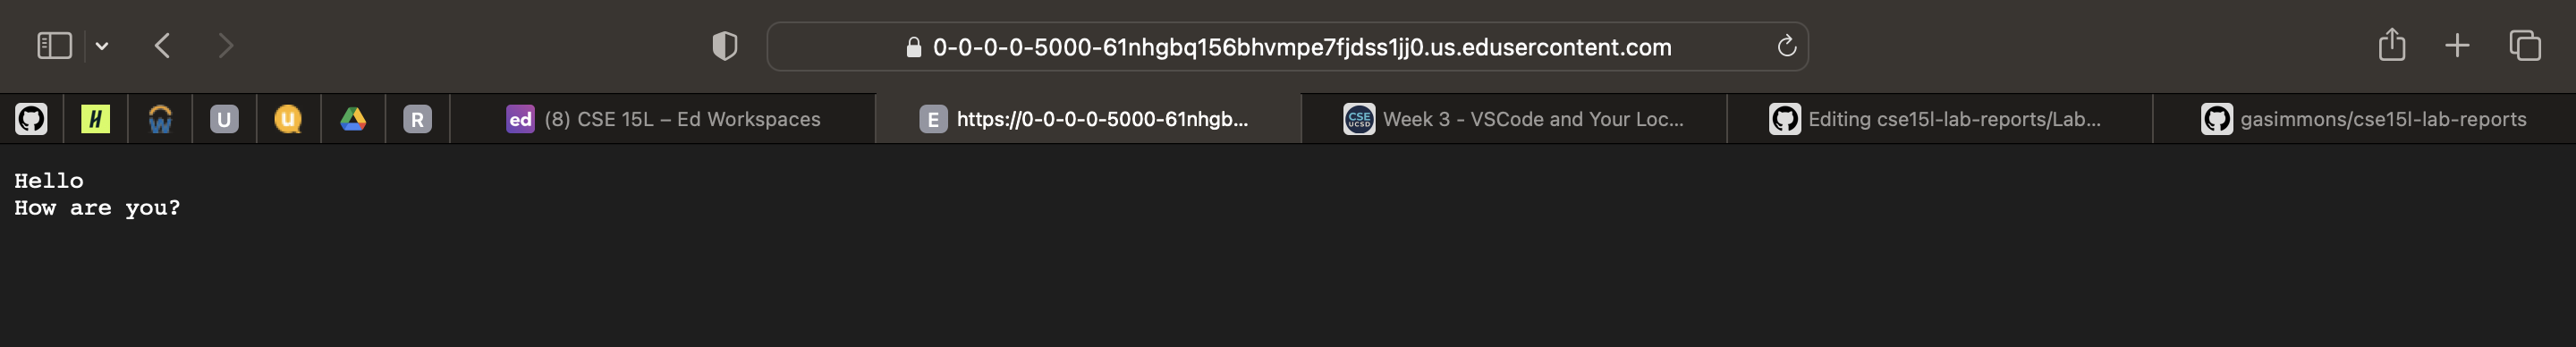 0-0-0-0-5000-61nhgbq156bhvmpe7fjdss1jj0.us.edusercontent.com
H W U u R ed (8) CSE 15L – Ed Workspaces E https://0-0-0-0-5000-61nhgb... CSE UCSD Week 3 - VSCode and Your Loc... Editing cse15l-lab-reports/Lab... gasimmons/cse15l-lab-reports
Hello
How are you?